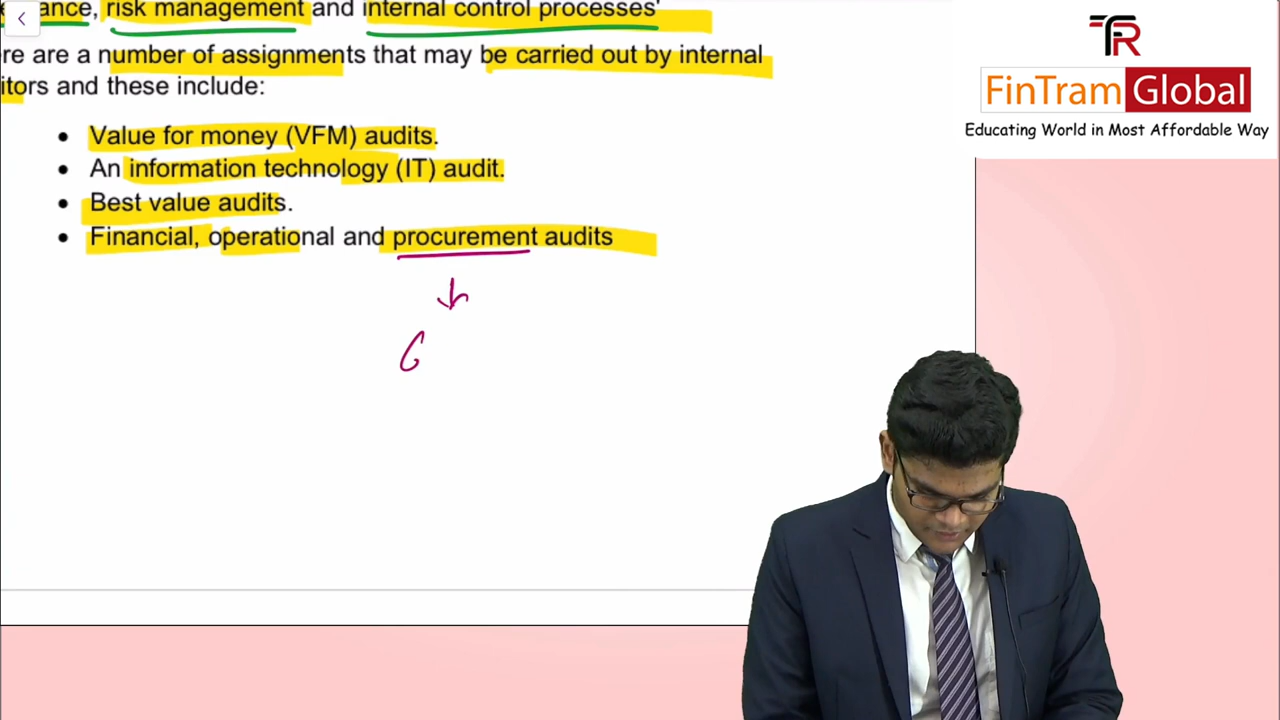 ance, risk management and internal control processes'
re are a number of assignments that may be carried out by internal
itors and these include:
• Value for money (VFM) audits.
• An information technology (IT) audit.
• Best value audits.
• Financial, operational and procurement audits
FinTram Global
Educating World in Most Affordable Way